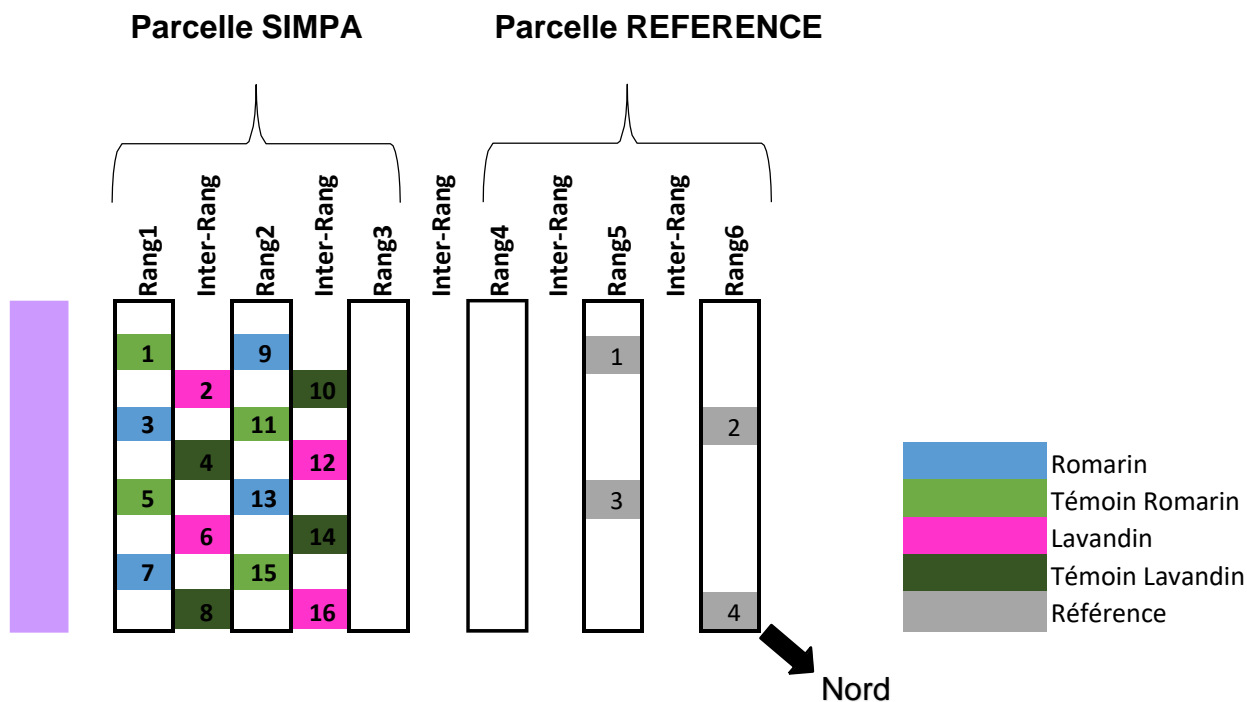 Parcelle SIMPA Parcelle REFERENCE
Rang1 Inter-Rang Rang2 Inter-Rang Rang3 Inter-Rang Rang4 Inter-Rang Rang5 Inter-Rang Rang6
1 9 1
2 10
3 11 2
4 12
5 13 3
6 14
7 15
8 16 4
Romarin
Témoin Romarin
Lavandin
Témoin Lavandin
Référence
Nord